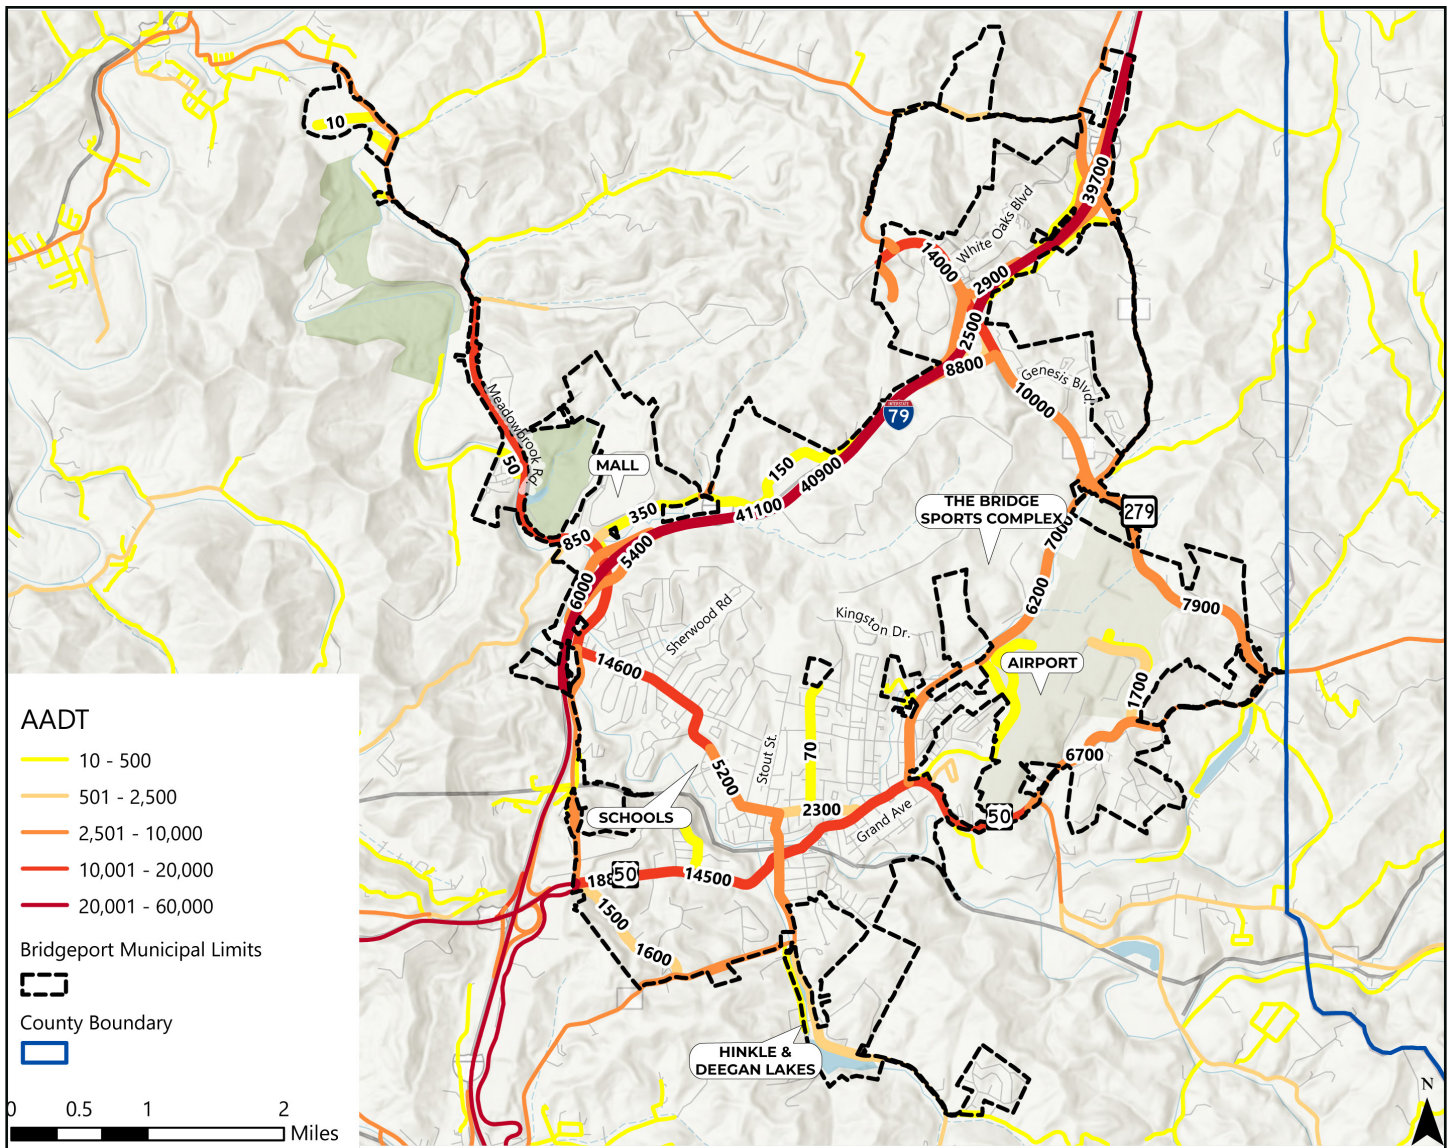 10
39700
White Oaks Blvd
14000
2900
2500
8800
Genesis Blvd.
10000
INTERSTATE
79
Meadowbrook Rd.
50
MALL
150
40900
350
41100
850
5400
THE BRIDGE
SPORTS COMPLEX
279
7000
6000
6200
7900
Sherwood Rd
Kingston Dr.
14600
AIRPORT
1700
6700
5200
Stout St.
70
2300
Grand Ave
50
SCHOOLS
50
14500
1500
1600
HINKLE &
DEEGAN LAKES
AADT
10 - 500
501 - 2,500
2,501 - 10,000
10,001 - 20,000
20,001 - 60,000
Bridgeport Municipal Limits
County Boundary
0 0.5 1 2
Miles
N